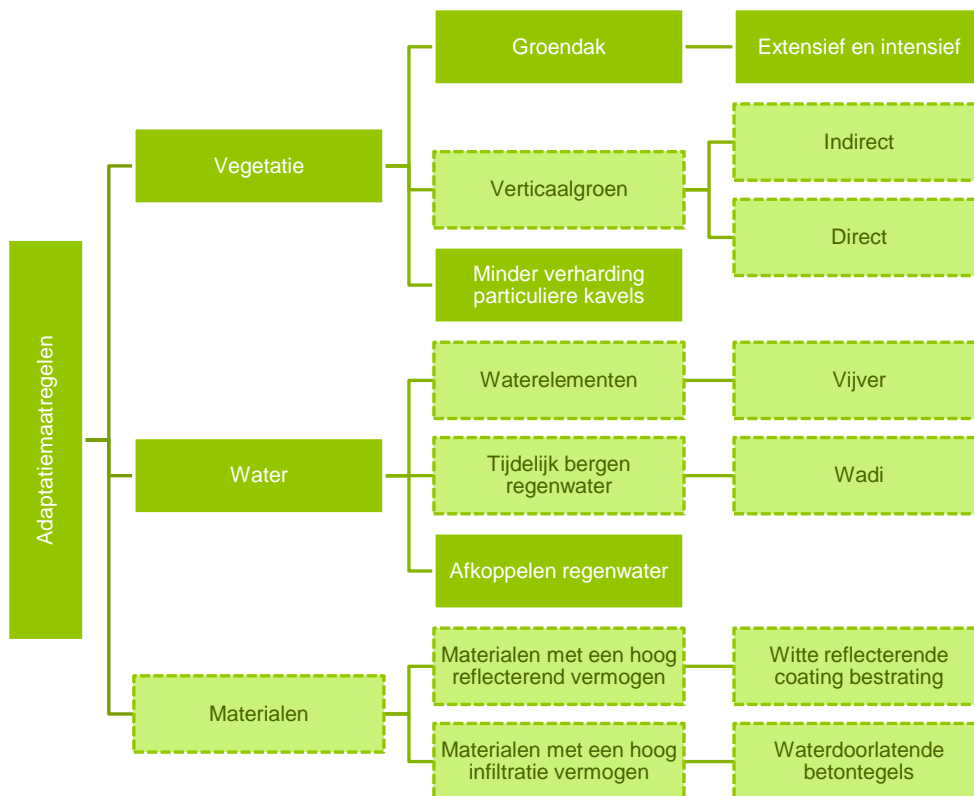 Adaptatiemaatregelen
Vegetatie
Groendak
Extensief en intensief
Verticaalgroen
Indirect
Direct
Minder verharding
particuliere kavels
Water
Waterelementen
Vijver
Tijdelijk bergen
regenwater
Wadi
Afkoppelen regenwater
Materialen
Materialen met een hoog
reflecterend vermogen
Witte reflecterende
coating bestrating
Materialen met een hoog
infiltratie vermogen
Waterdoorlatende
betontegels